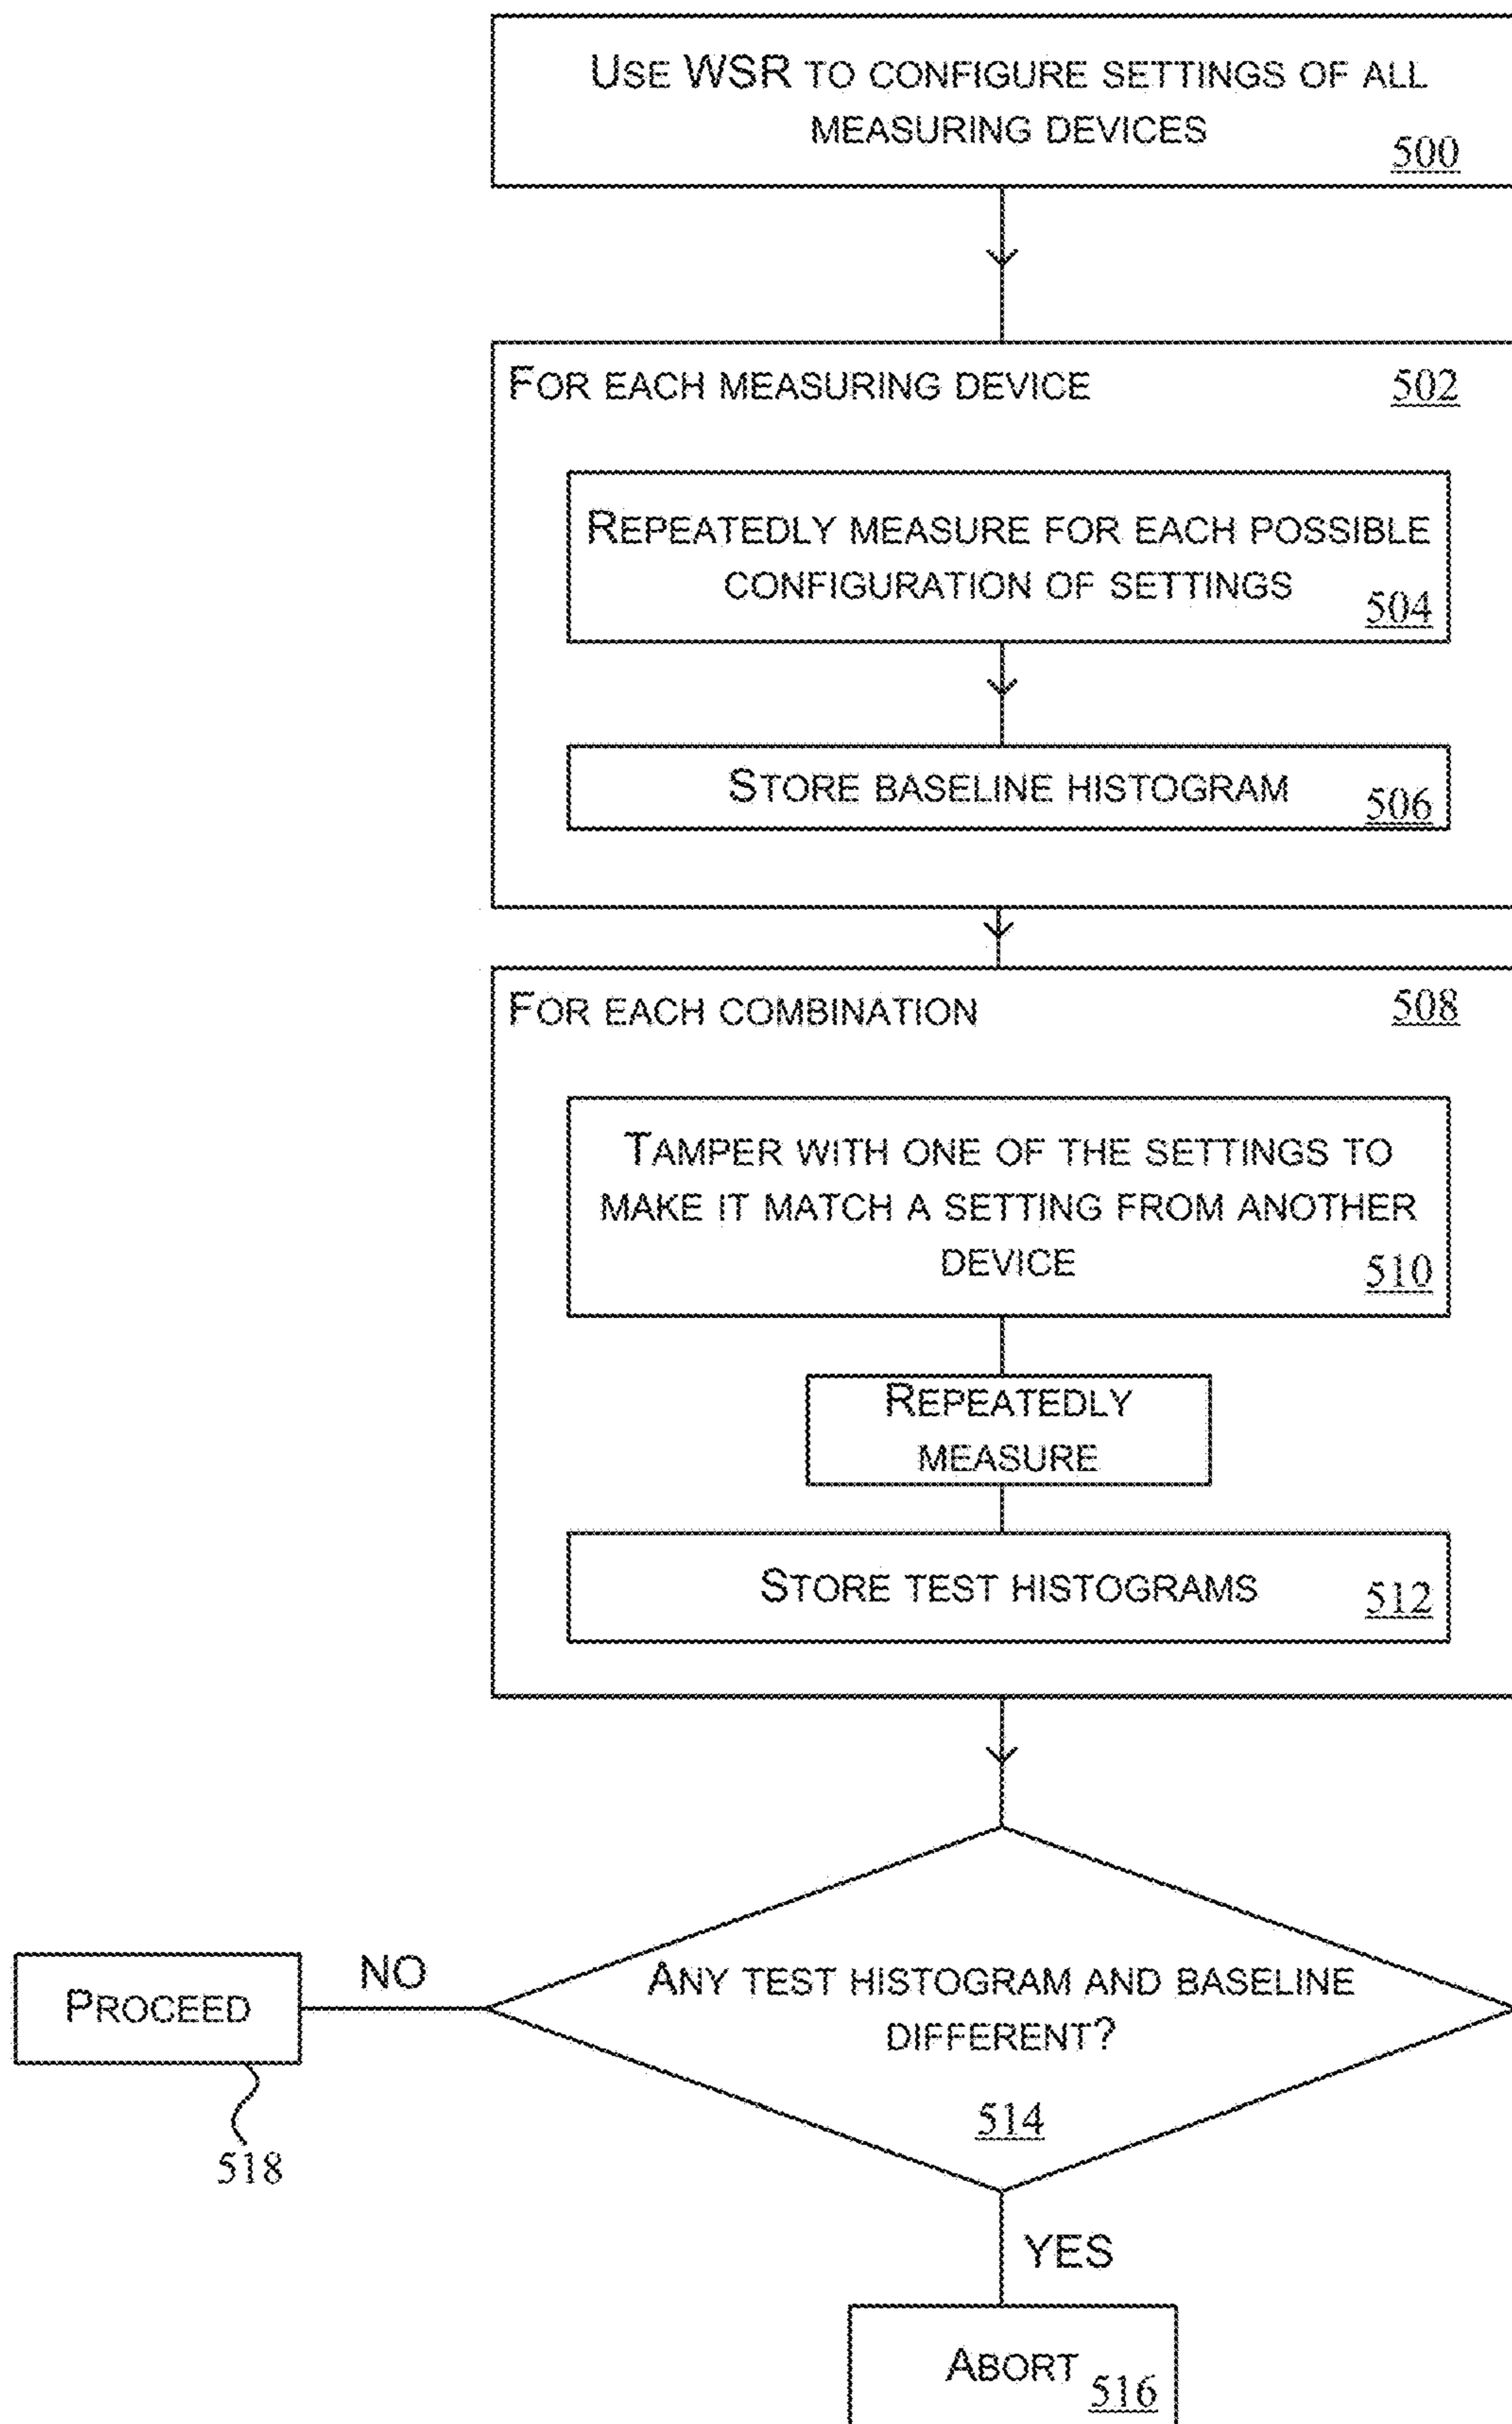 USE WSR TO CONFIGURE SETTINGS OF ALL
MEASURING DEVICES
500
FOR EACH MEASURING DEVICE
502
REPEATEDLY MEASURE FOR EACH POSSIBLE
CONFIGURATION OF SETTINGS
504
STORE BASELINE HISTOGRAM
506
FOR EACH COMBINATION
508
TAMPER WITH ONE OF THE SETTINGS TO
MAKE IT MATCH A SETTING FROM ANOTHER
DEVICE
510
REPEATEDLY
MEASURE
STORE TEST HISTOGRAMS
512
ANY TEST HISTOGRAM AND BASELINE
DIFFERENT?
514
NO
PROCEED
518
YES
ABORT
516